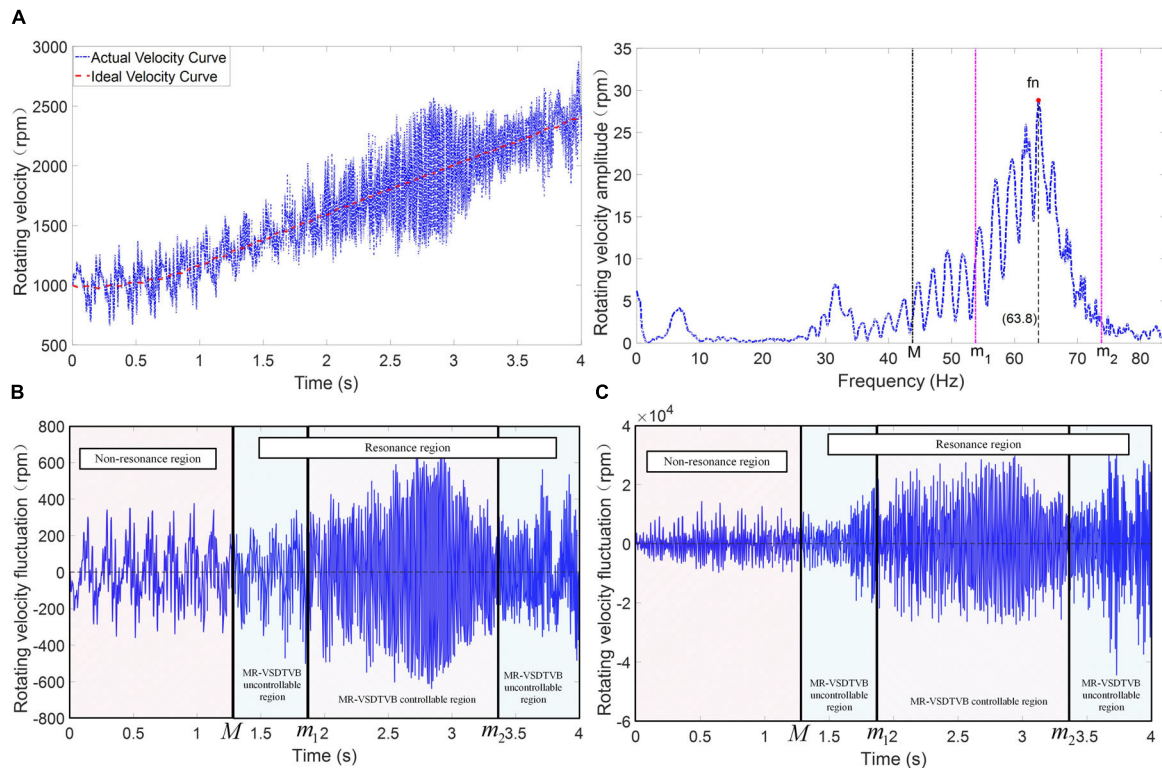 A
Actual Velocity Curve
Ideal Velocity Curve
Rotating velocity (rpm)
3000
2500
2000
1500
1000
500
0 0.5 1 1.5 2 2.5 3 3.5 4
Time (s)
Rotating velocity amplitude (rpm)
35
30
25
20
15
10
5
0
fn
(63.8)
M m1 m2
0 10 20 30 40 50 60 70 80
Frequency (Hz)
B
Rotating velocity fluctuation (rpm)
800
600
400
200
0
-200
-400
-600
-800
Non-resonance region
Resonance region
MR-VSDTVB
uncontrollable
region
MR-VSDTVB controllable region
MR-VSDTVB
uncontrollable
region
0 0.5 1 M 1.5 m1 2 2.5 3 m2 3.5 4
Time (s)
C
×10^4
Rotating velocity fluctuation (rpm)
4
2
0
-2
-4
-6
Non-resonance region
Resonance region
MR-VSDTVB
uncontrollable
region
MR-VSDTVB controllable region
MR-VSDTVB
uncontrollable
region
0 0.5 1 M 1.5 m1 2 2.5 3 m2 3.5 4
Time (s)